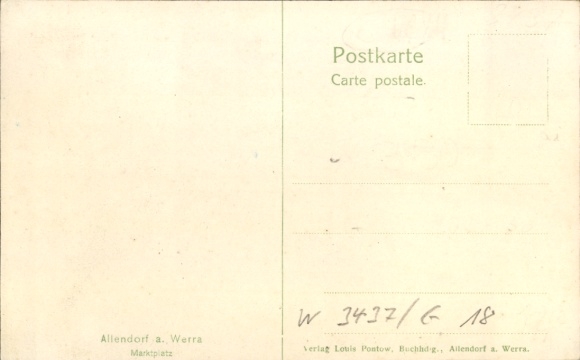 Postkarte
Carte postale.
W 3437/G 18
Allendorf a. Werra
Marktplatz
Verlag Louis Pontow, Buchhdlg., Allendorf a. Werra.